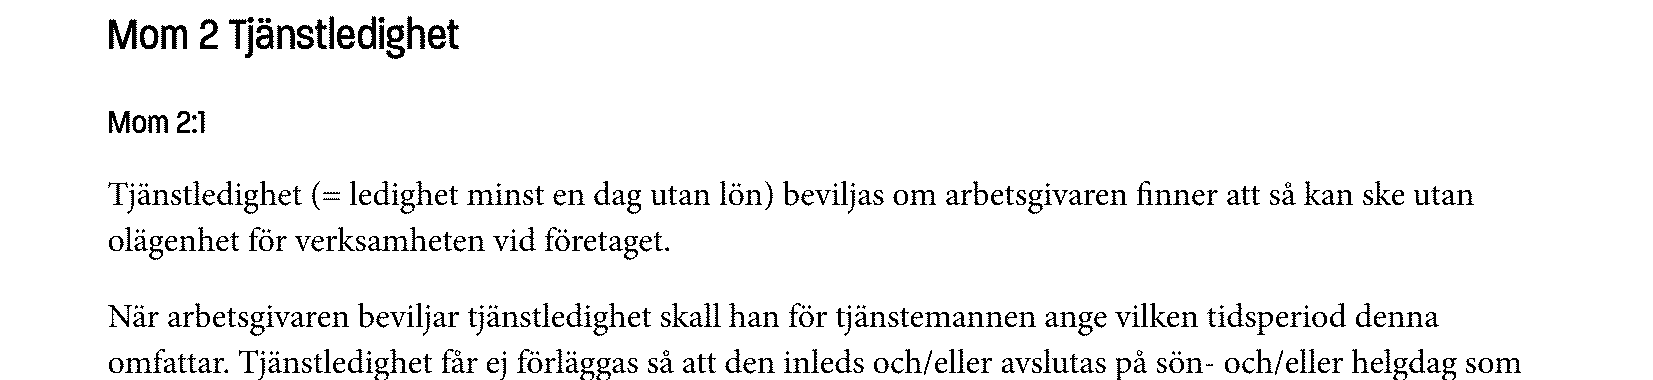 Mom 2 Tjänstledighet
Mom 2:1
Tjänstledighet (= ledighet minst en dag utan lön) beviljas om arbetsgivaren finner att så kan ske utan
olägenhet för verksamheten vid företaget.
När arbetsgivaren beviljar tjänstledighet skall han för tjänstemannen ange vilken tidsperiod denna
omfattar. Tjänstledighet får ej förläggas så att den inleds och/eller avslutas på sön- och/eller helgdag som